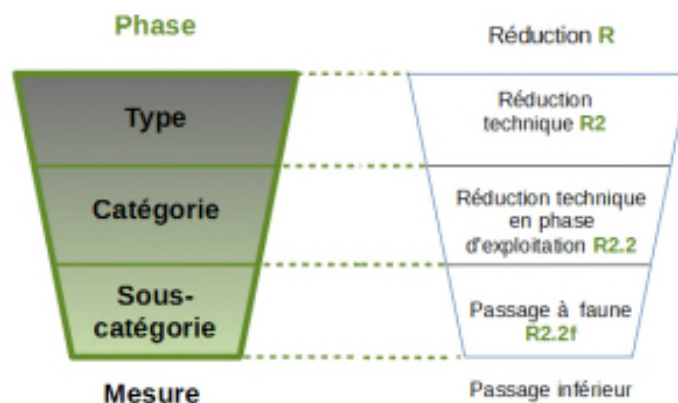 Phase
Réduction R
Type
Réduction
technique R2
Catégorie
Réduction technique
en phase
d'exploitation R2.2
Sous-
catégorie
Passage à faune
R2.2f
Mesure
Passage inférieur